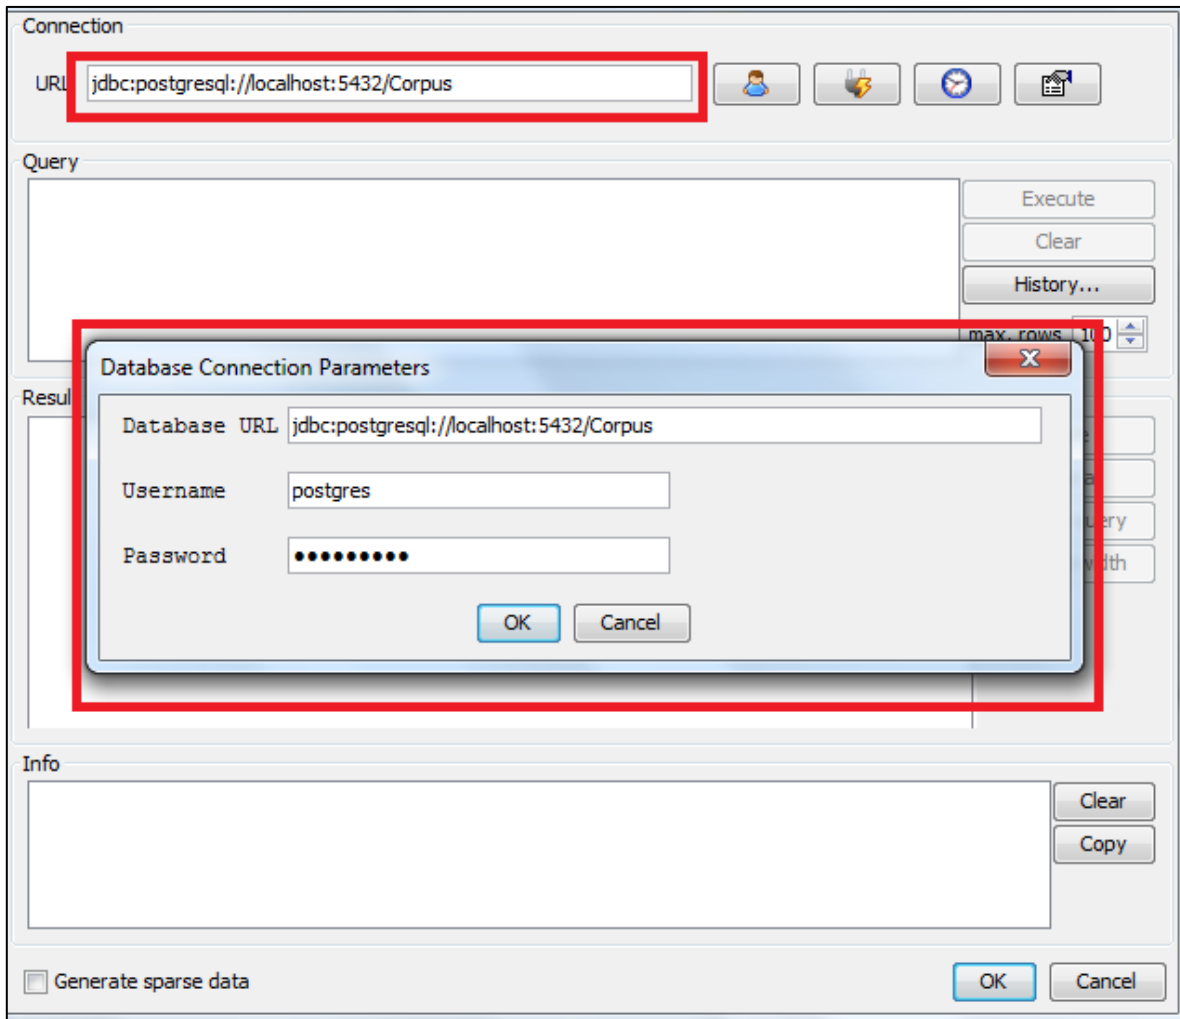 Connection
URL jdbc:postgresql://localhost:5432/Corpus
Query
Execute
Clear
History...
max. rows 100
Database Connection Parameters
Resul
Database URL jdbc:postgresql://localhost:5432/Corpus
Username postgres
Password •••••••••
OK Cancel
Info
Clear
Copy
Generate sparse data
OK Cancel